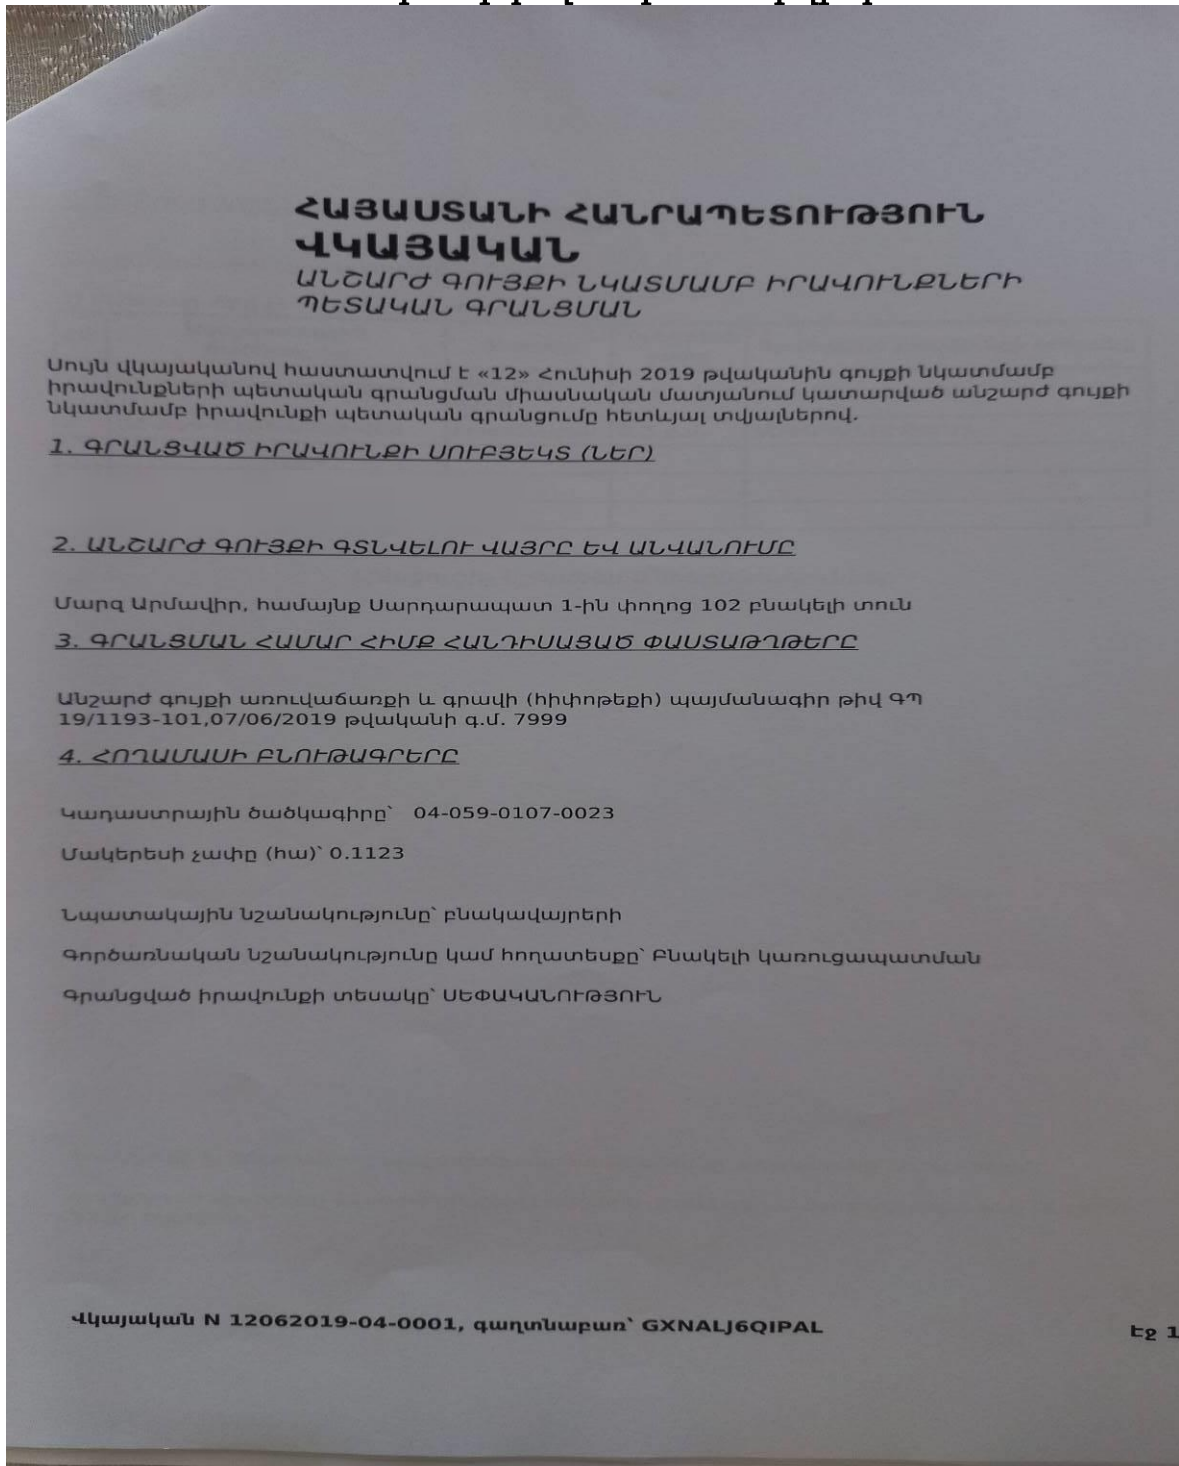 ՀԱՅԱՍՏԱՆԻ ՀԱՆՐԱՊԵՏՈՒԹՅՈՒՆ
ՎԿԱՅԱԿԱՆ
ԱՆՇԱՐԺ ԳՈՒՅՔԻ ՆԿԱՏՄԱՄԲ ԻՐԱՎՈՒՆՔՆԵՐԻ
ՊԵՏԱԿԱՆ ԳՐԱՆՑՄԱՆ
Սույն վկայականով հաստատվում է «12» Հունիսի 2019 թվականին գույքի նկատմամբ
իրավունքների պետական գրանցման միասնական մատյանում կատարված անշարժ գույքի
նկատմամբ իրավունքի պետական գրանցումը հետևյալ տվյալներով.
1. ԳՐԱՆՑՎԱԾ ԻՐԱՎՈՒՆՔԻ ՍՈՒԲՅԵԿՏ (ՆԵՐ)
2. ԱՆՇԱՐԺ ԳՈՒՅՔԻ ԳՏՆՎԵԼՈՒ ՎԱՅՐԸ ԵՎ ԱՆՎԱՆՈՒՄԸ
Մարզ Արմավիր, համայնք Սարդարապատ 1-ին փողոց 102 բնակելի տուն
3. ԳՐԱՆՑՄԱՆ ՀԱՄԱՐ ՀԻՄՔ ՀԱՆԴԻՍԱՑԱԾ ՓԱՍՏԱԹՂԹԵՐԸ
Անշարժ գույքի առուվաճառքի և գրավի (հիփոթեքի) պայմանագիր թիվ ԳՊ
19/1193-101,07/06/2019 թվականի գ.մ. 7999
4. ՀՈՂԱՄԱՍԻ ԲՆՈՒԹԱԳՐԵՐԸ
Կադաստրային ծածկագիրը՝ 04-059-0107-0023
Մակերեսի չափը (հա)՝ 0.1123
Նպատակային նշանակությունը՝ բնակավայրերի
Գործառնական նշանակությունը կամ հողատեսքը՝ Բնակելի կառուցապատման
Գրանցված իրավունքի տեսակը՝ ՍԵՓԱԿԱՆՈՒԹՅՈՒՆ
Վկայական N 12062019-04-0001, գաղտնաբառ՝ GXNALJ6QIPAL
Էջ 1